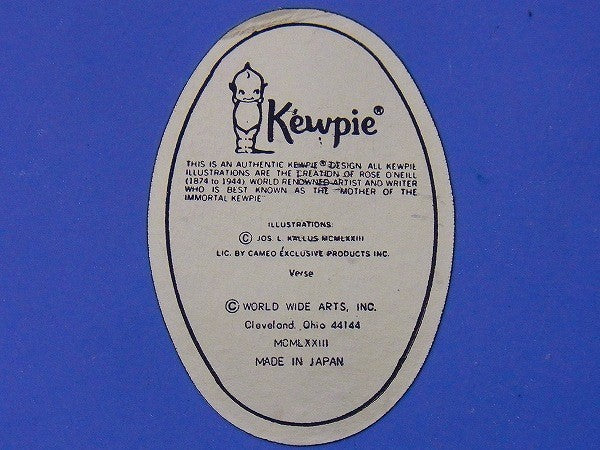 Kewpie®
THIS IS AN AUTHENTIC KEWPIE® DESIGN. ALL KEWPIE
ILLUSTRATIONS ARE THE CREATION OF ROSE O'NEILL
(1874 to 1944) WORLD RENOWNED ARTIST AND WRITER
WHO IS BEST KNOWN AS THE "MOTHER OF THE
IMMORTAL KEWPIE"
ILLUSTRATIONS:
© JOS. L. KALLUS MCMLXXIII
LIC. BY CAMEO EXCLUSIVE PRODUCTS INC.
Verse
© WORLD WIDE ARTS, INC.
Cleveland, Ohio 44144
MCMLXXIII
MADE IN JAPAN